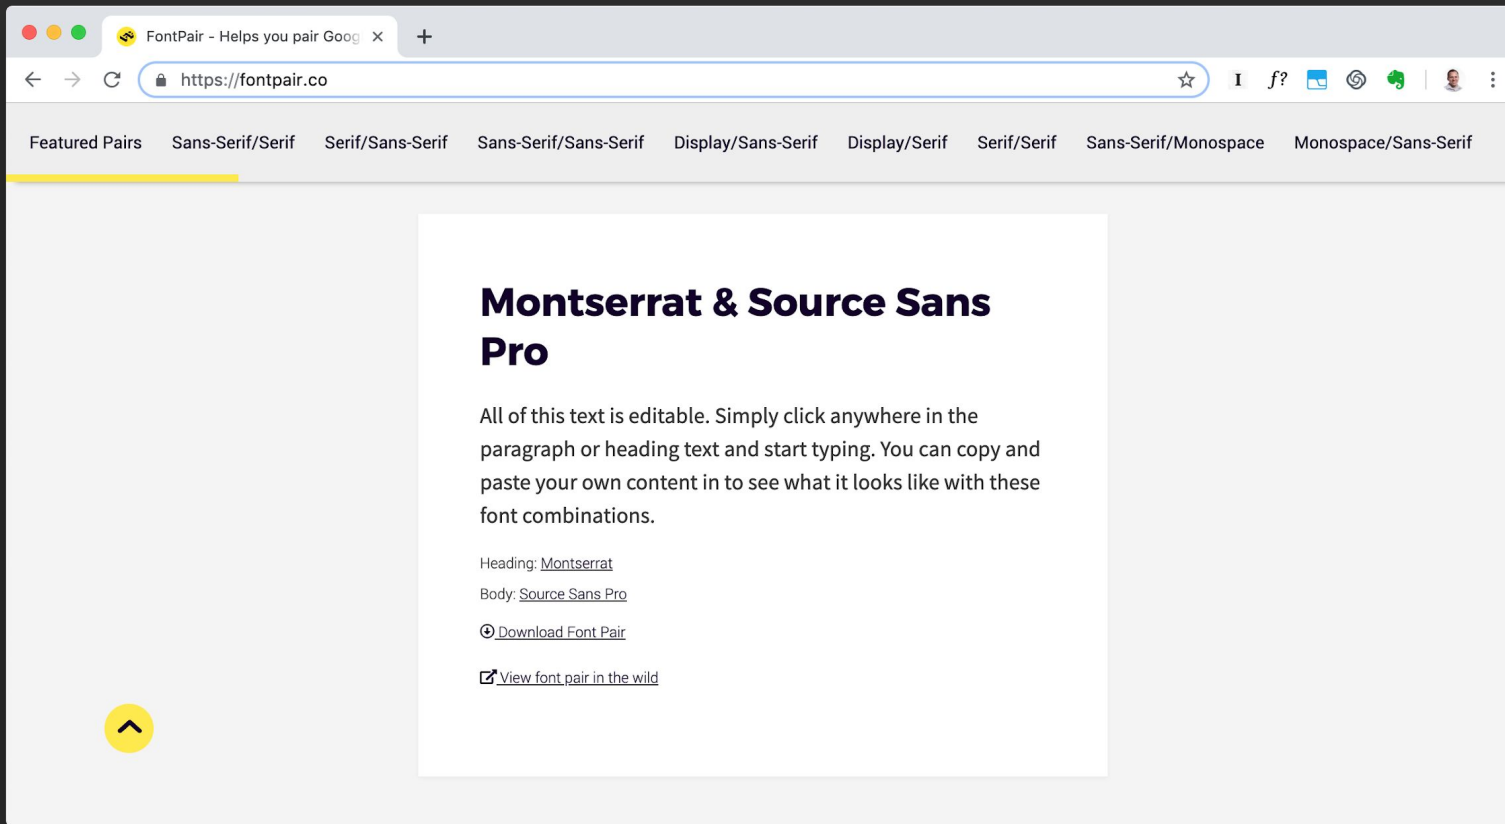 FontPair - Helps you pair Goog
https://fontpair.co
I f?
Featured Pairs Sans-Serif/Serif Serif/Sans-Serif Sans-Serif/Sans-Serif Display/Sans-Serif Display/Serif Serif/Serif Sans-Serif/Monospace Monospace/Sans-Serif
Montserrat & Source Sans
Pro
All of this text is editable. Simply click anywhere in the
paragraph or heading text and start typing. You can copy and
paste your own content in to see what it looks like with these
font combinations.
Heading: Montserrat
Body: Source Sans Pro
Download Font Pair
View font pair in the wild